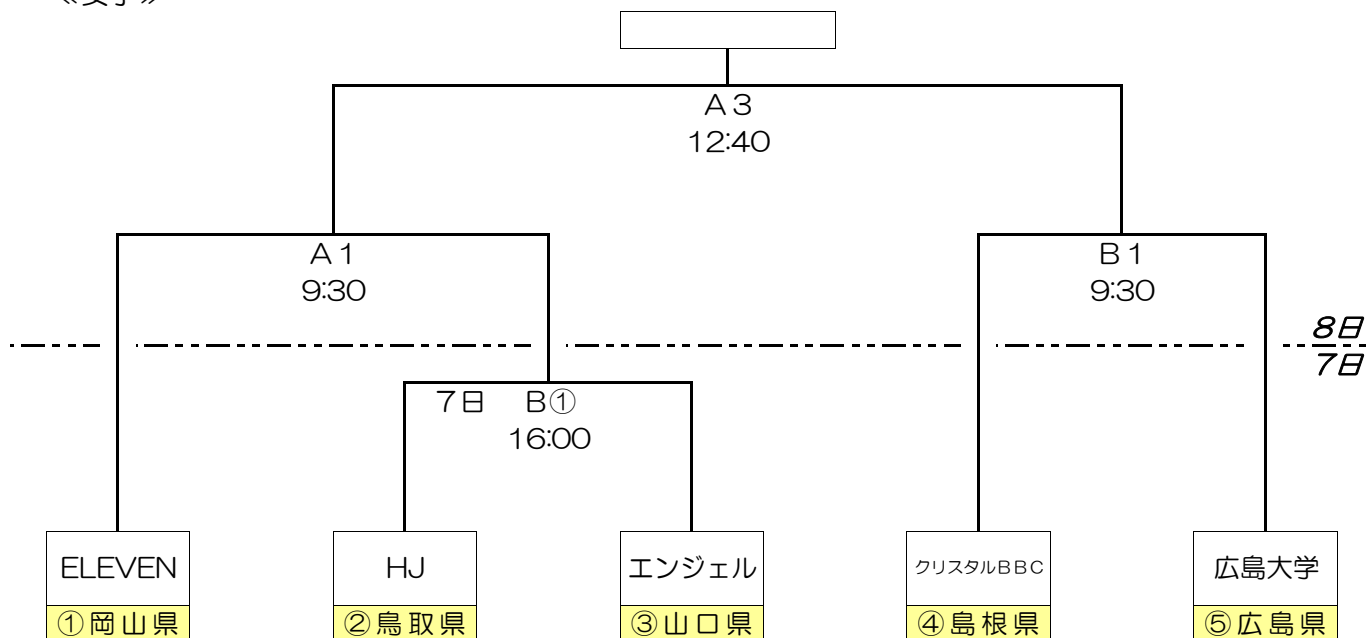 ≪女子≫
A3
12:40
A1
9:30
B1
9:30
8日
7日
7日 B①
16:00
ELEVEN
HJ
エンジェル
クリスタルBBC
広島大学
①岡山県
②鳥取県
③山口県
④島根県
⑤広島県